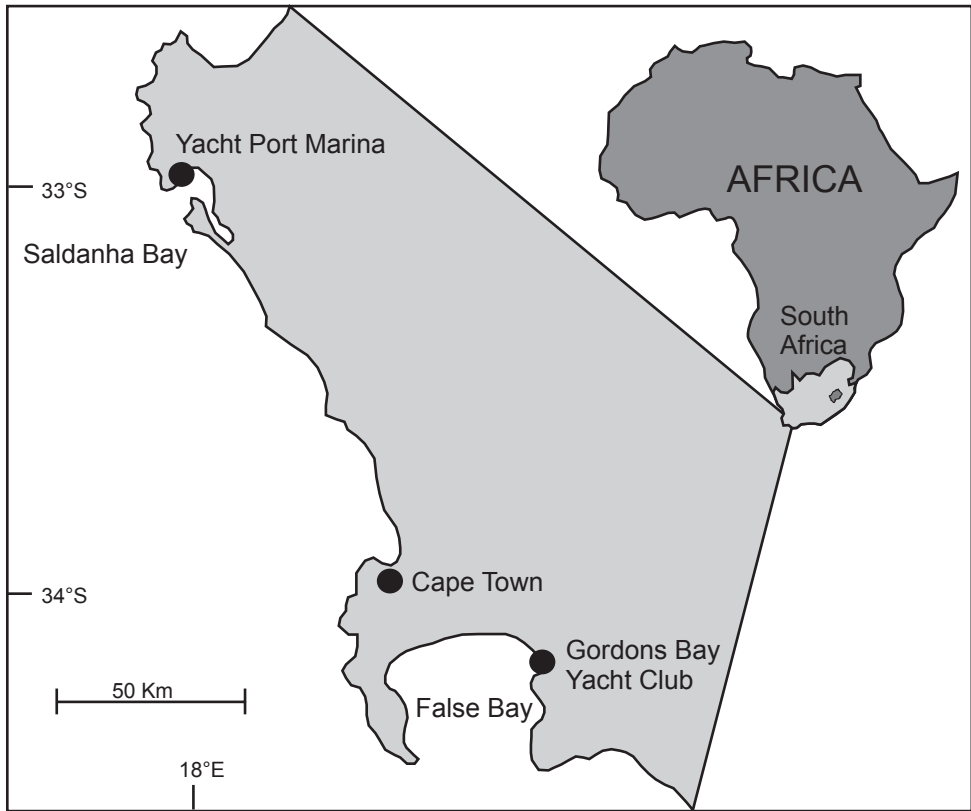 Yacht Port Marina
AFRICA
33°S
Saldanha Bay
South
Africa
Cape Town
34°S
Gordons Bay
Yacht Club
50 Km
False Bay
18°E